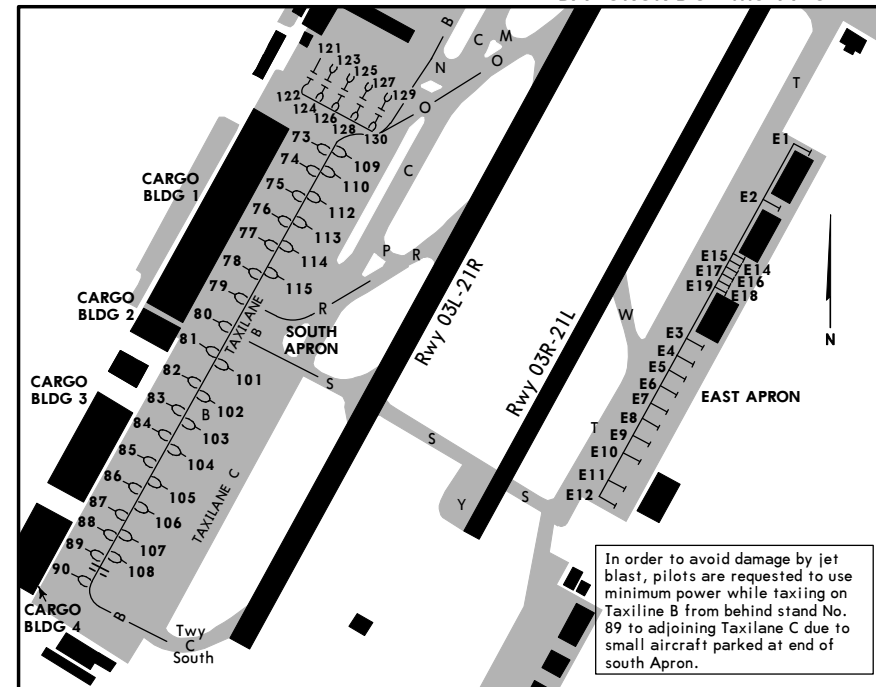 121
123
125
127
129
122
124
126
128
130
B
N
C
M
O
O
T
73
74
75
76
77
78
79
80
81
82
83
84
85
86
87
88
89
90
109
110
112
113
114
115
101
102
103
104
105
106
107
108
CARGO
BLDG 1
CARGO
BLDG 2
CARGO
BLDG 3
CARGO
BLDG 4
C
P
R
R
TAXILANE
B
SOUTH
APRON
S
B
TAXILANE C
B
Twy
C
South
Rwy 03L-21R
Rwy 03R-21L
S
S
Y
W
T
E1
E2
E15
E17
E19
E14
E16
E18
E3
E4
E5
E6
E7
E8
E9
E10
E11
E12
EAST APRON
N
In order to avoid damage by jet
blast, pilots are requested to use
minimum power while taxiing on
Taxiline B from behind stand No.
89 to adjoining Taxilane C due to
small aircraft parked at end of
south Apron.